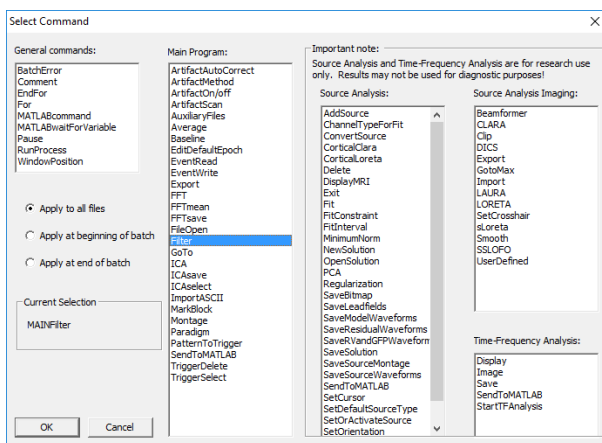 Select Command
General commands:
BatchError
Comment
EndFor
For
MATLABcommand
MATLABwaitForVariable
Pause
RunProcess
WindowPosition
Apply to all files
Apply at beginning of batch
Apply at end of batch
Current Selection
MAINFilter
OK
Cancel
Main Program:
ArtifactAutoCorrect
ArtifactMethod
ArtifactOn/off
ArtifactScan
AuxiliaryFiles
Average
Baseline
EditDefaultEpoch
EventRead
EventWrite
Export
FFT
FFTmean
FFTsave
FileOpen
Filter
GoTo
ICA
ICAsave
ICAselect
ImportASCII
MarkBlock
Montage
Paradigm
PatternToTrigger
SendToMATLAB
TriggerDelete
TriggerSelect
Important note:
Source Analysis and Time-Frequency Analysis are for research use
only. Results may not be used for diagnostic purposes!
Source Analysis:
AddSource
ChannelTypeForFit
ConvertSource
CorticalClara
CorticalLoreta
Delete
DisplayMRI
Exit
Fit
FitConstraint
FitInterval
MinimumNorm
NewSolution
OpenSolution
PCA
Regularization
SaveBitmap
SaveLeadfields
SaveModelWaveforms
SaveResidualWaveforms
SaveRVandGFPWaveform
SaveSolution
SaveSourceMontage
SaveSourceWaveforms
SendToMATLAB
SetCursor
SetDefaultSourceType
SetOrActivateSource
SetOrientation
Source Analysis Imaging:
Beamformer
CLARA
Clip
DICS
Export
GotoMax
Import
LAURA
LORETA
SetCrosshair
sLoreta
Smooth
SSLOFO
UserDefined
Time-Frequency Analysis:
Display
Image
Save
SendToMATLAB
StartTFAnalysis